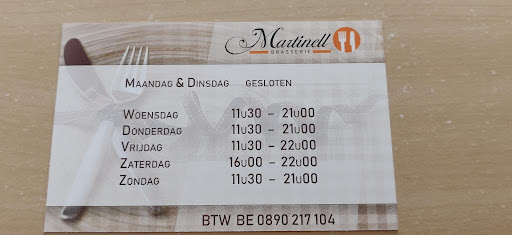 Martinell
BRASSERIE
MAANDAG & DINSDAG GESLOTEN
WOENSDAG 11U30 - 21U00
DONDERDAG 11U30 - 21U00
VRIJDAG 11U30 - 22U00
ZATERDAG 16U00 - 22U00
ZONDAG 11U30 - 21U00
BTW BE 0890 217 104